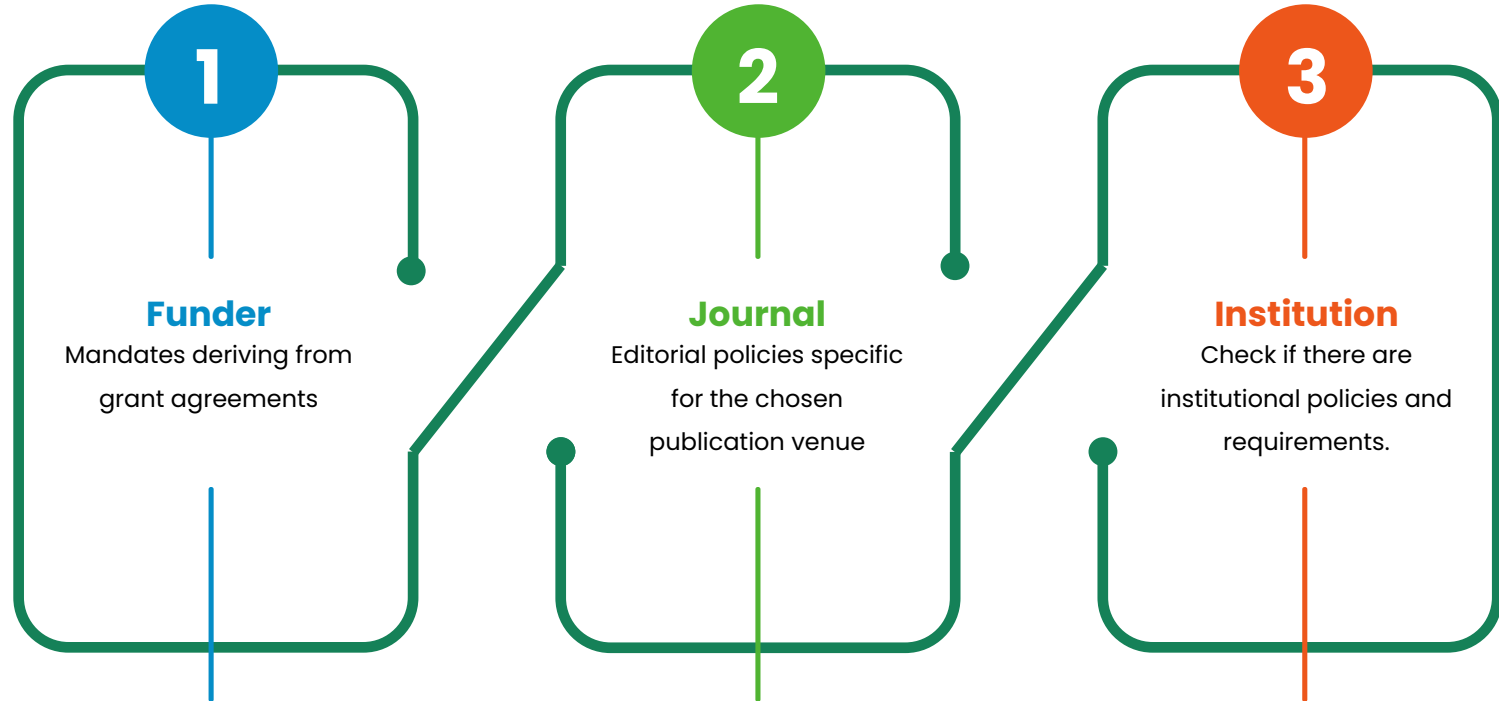 1
Funder
Mandates deriving from
grant agreements
2
Journal
Editorial policies specific
for the chosen
publication venue
3
Institution
Check if there are
institutional policies and
requirements.